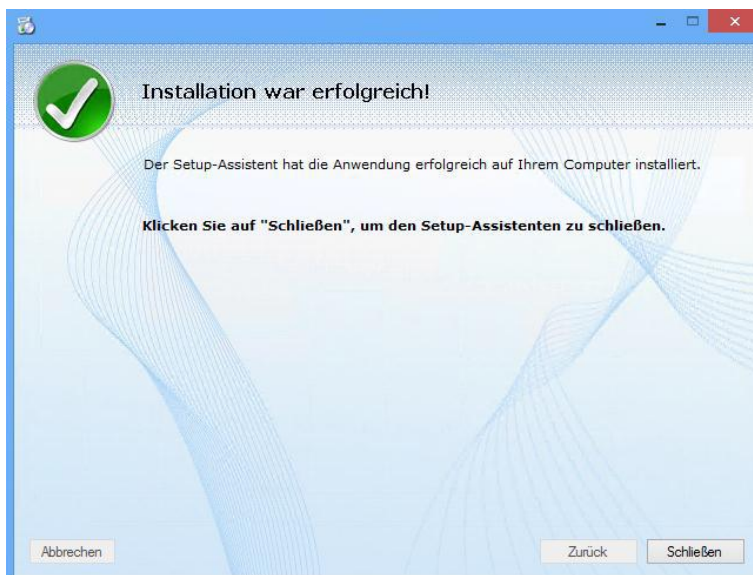 Installation war erfolgreich!
Der Setup-Assistent hat die Anwendung erfolgreich auf Ihrem Computer installiert.
Klicken Sie auf "Schließen", um den Setup-Assistenten zu schließen.
Abbrechen
Zurück
Schließen